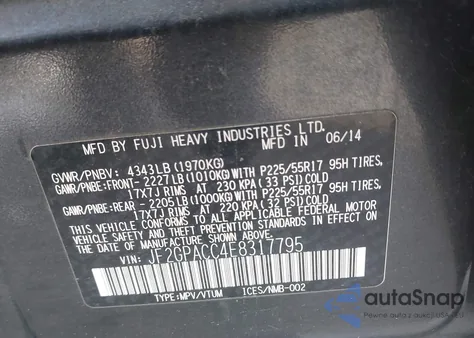 MFD BY FUJI HEAVY INDUSTRIES LTD.
MFD IN 06/14
GVWR/PNBV: 4343LB (1970KG)
GAWR/PNBE:FRONT- 2227LB (1010KG)WITH P225/55R17 95H TIRES,
17X7J RIMS AT 230 KPA (33 PSI)COLD
GAWR/PNBE:REAR - 2205LB (1000KG)WITH P225/55R17 95H TIRES,
17X7J RIMS AT 220 KPA (32 PSI)COLD
THIS VEHICLE CONFORMS TO ALL APPLICABLE FEDERAL MOTOR
VEHICLE SAFETY AND THEFT PREVENTION STANDARDS IN EFFECT
ON THE DATE OF MANUFACTURE SHOWN ABOVE.
VIN: JF2GPACC4E8317795
TYPE:MPV/VTUM ICES/NMB-002
autoSnap
Pewne auto z USA